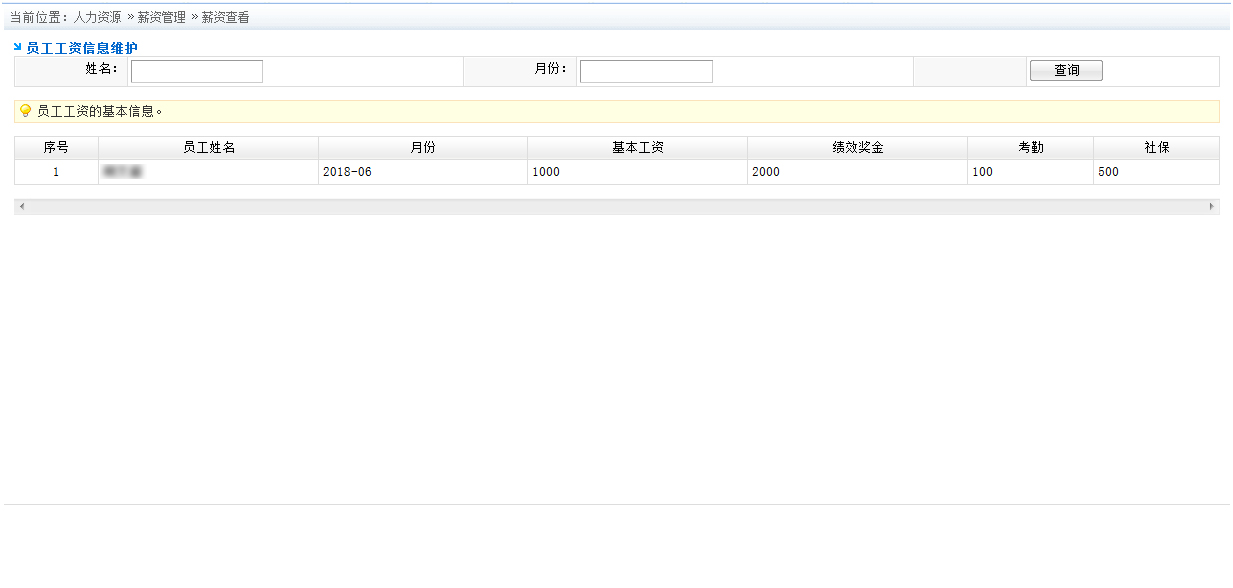 当前位置：人力资源 » 薪资管理 » 薪资查看
员工工资信息维护
姓名： 月份： 查询
员工工资的基本信息。
序号 员工姓名 月份 基本工资 绩效奖金 考勤 社保
1 2018-06 1000 2000 100 500